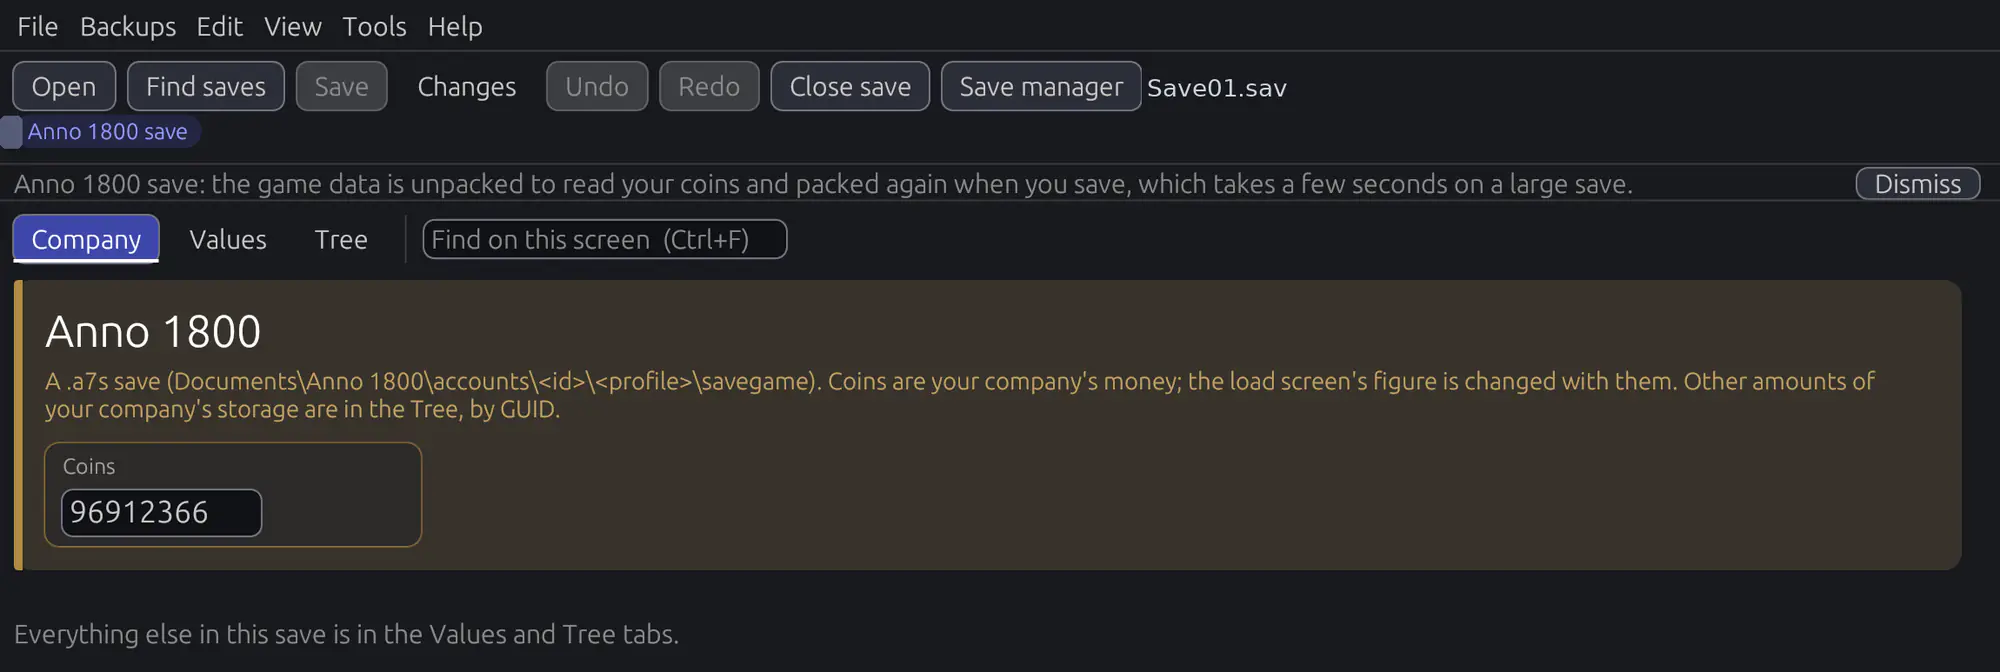 File Backups Edit View Tools Help
Open Find saves Save Changes Undo Redo Close save Save manager Save01.sav
Anno 1800 save
Anno 1800 save: the game data is unpacked to read your coins and packed again when you save, which takes a few seconds on a large save. Dismiss
Company Values Tree Find on this screen (Ctrl+F)
Anno 1800
A .a7s save (Documents\Anno 1800\accounts\<id>\<profile>\savegame). Coins are your company's money; the load screen's figure is changed with them. Other amounts of
your company's storage are in the Tree, by GUID.
Coins
96912366
Everything else in this save is in the Values and Tree tabs.